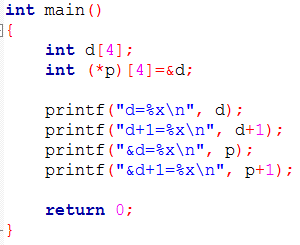 int main()
{
    int d[4];
    int (*p)[4]=&d;

    printf("d=%x\n", d);
    printf("d+1=%x\n", d+1);
    printf("&d=%x\n", p);
    printf("&d+1=%x\n", p+1);

    return 0;
}